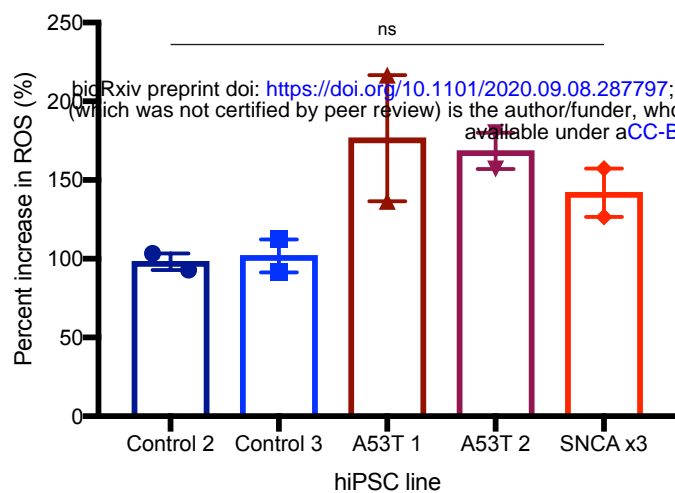 250
ns
bioRxiv preprint doi: https://doi.org/10.1101/2020.09.08.287797;
200
(which was not certified by peer review) is the author/funder, who
available under aCC-B
150
100
50
0
Percent increase in ROS (%)
Control 2 Control 3 A53T 1 A53T 2 SNCA x3
hiPSC line